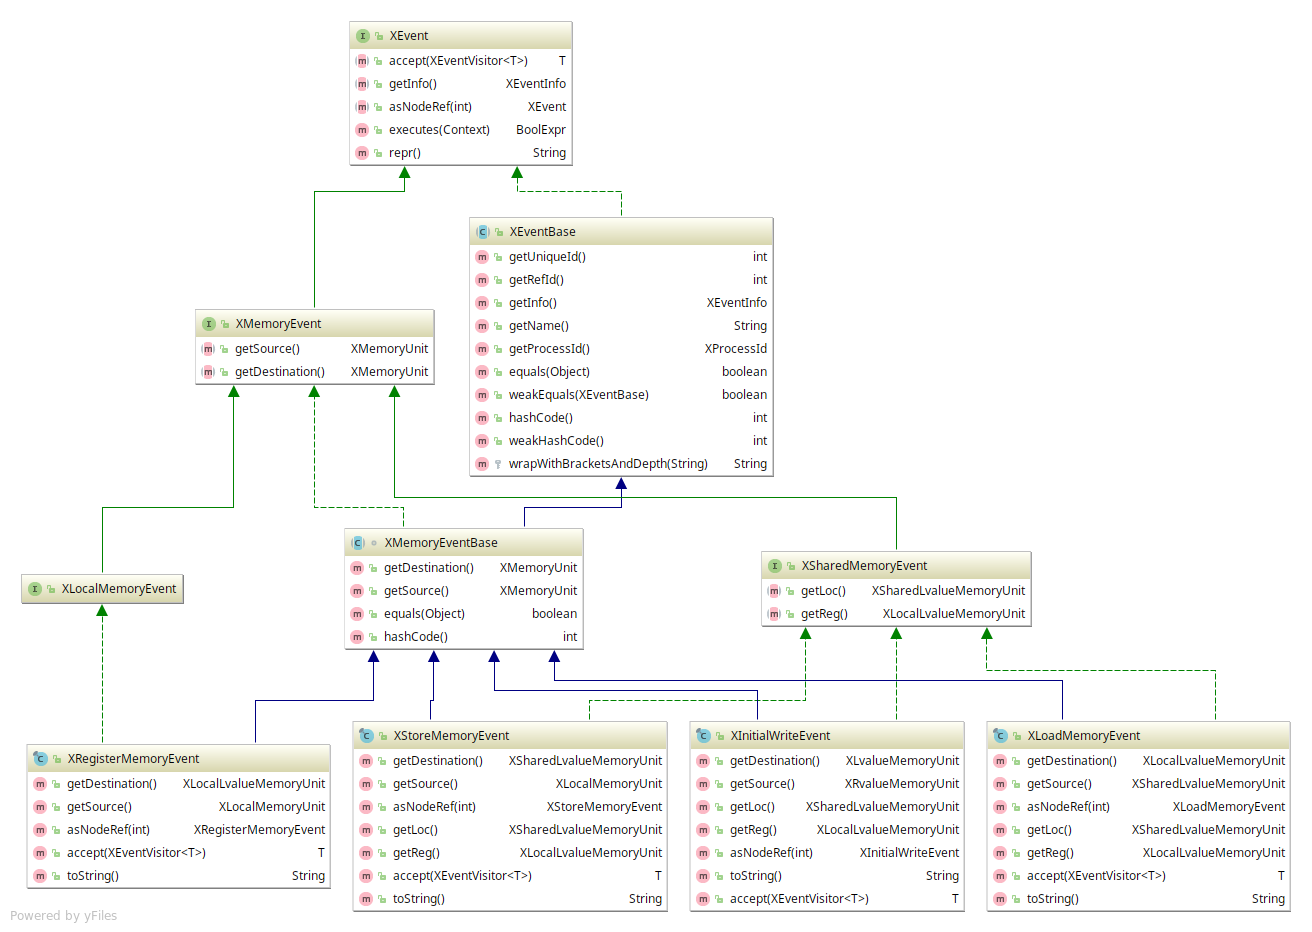 XEvent
accept(XEventVisitor<T>) T
getInfo() XEventInfo
asNodeRef(int) XEvent
executes(Context) BoolExpr
repr() String
XEventBase
getUniqueId() int
getRefId() int
getInfo() XEventInfo
getName() String
getProcessId() XProcessId
equals(Object) boolean
weakEquals(XEventBase) boolean
hashCode() int
weakHashCode() int
wrapWithBracketsAndDepth(String) String
XMemoryEvent
getSource() XMemoryUnit
getDestination() XMemoryUnit
XMemoryEventBase
getDestination() XMemoryUnit
getSource() XMemoryUnit
equals(Object) boolean
hashCode() int
XLocalMemoryEvent
XSharedMemoryEvent
getLoc() XSharedLvalueMemoryUnit
getReg() XLocalLvalueMemoryUnit
XRegisterMemoryEvent
getDestination() XLocalLvalueMemoryUnit
getSource() XLocalMemoryUnit
asNodeRef(int) XRegisterMemoryEvent
accept(XEventVisitor<T>) T
toString() String
XStoreMemoryEvent
getDestination() XSharedLvalueMemoryUnit
getSource() XLocalMemoryUnit
asNodeRef(int) XStoreMemoryEvent
getLoc() XSharedLvalueMemoryUnit
getReg() XLocalLvalueMemoryUnit
accept(XEventVisitor<T>) T
toString() String
XInitialWriteEvent
getDestination() XLvalueMemoryUnit
getSource() XRvalueMemoryUnit
getLoc() XSharedLvalueMemoryUnit
getReg() XLocalLvalueMemoryUnit
asNodeRef(int) XInitialWriteEvent
toString() String
accept(XEventVisitor<T>) T
XLoadMemoryEvent
getDestination() XLocalLvalueMemoryUnit
getSource() XSharedLvalueMemoryUnit
asNodeRef(int) XLoadMemoryEvent
getLoc() XSharedLvalueMemoryUnit
getReg() XLocalLvalueMemoryUnit
accept(XEventVisitor<T>) T
toString() String
Powered by yFiles